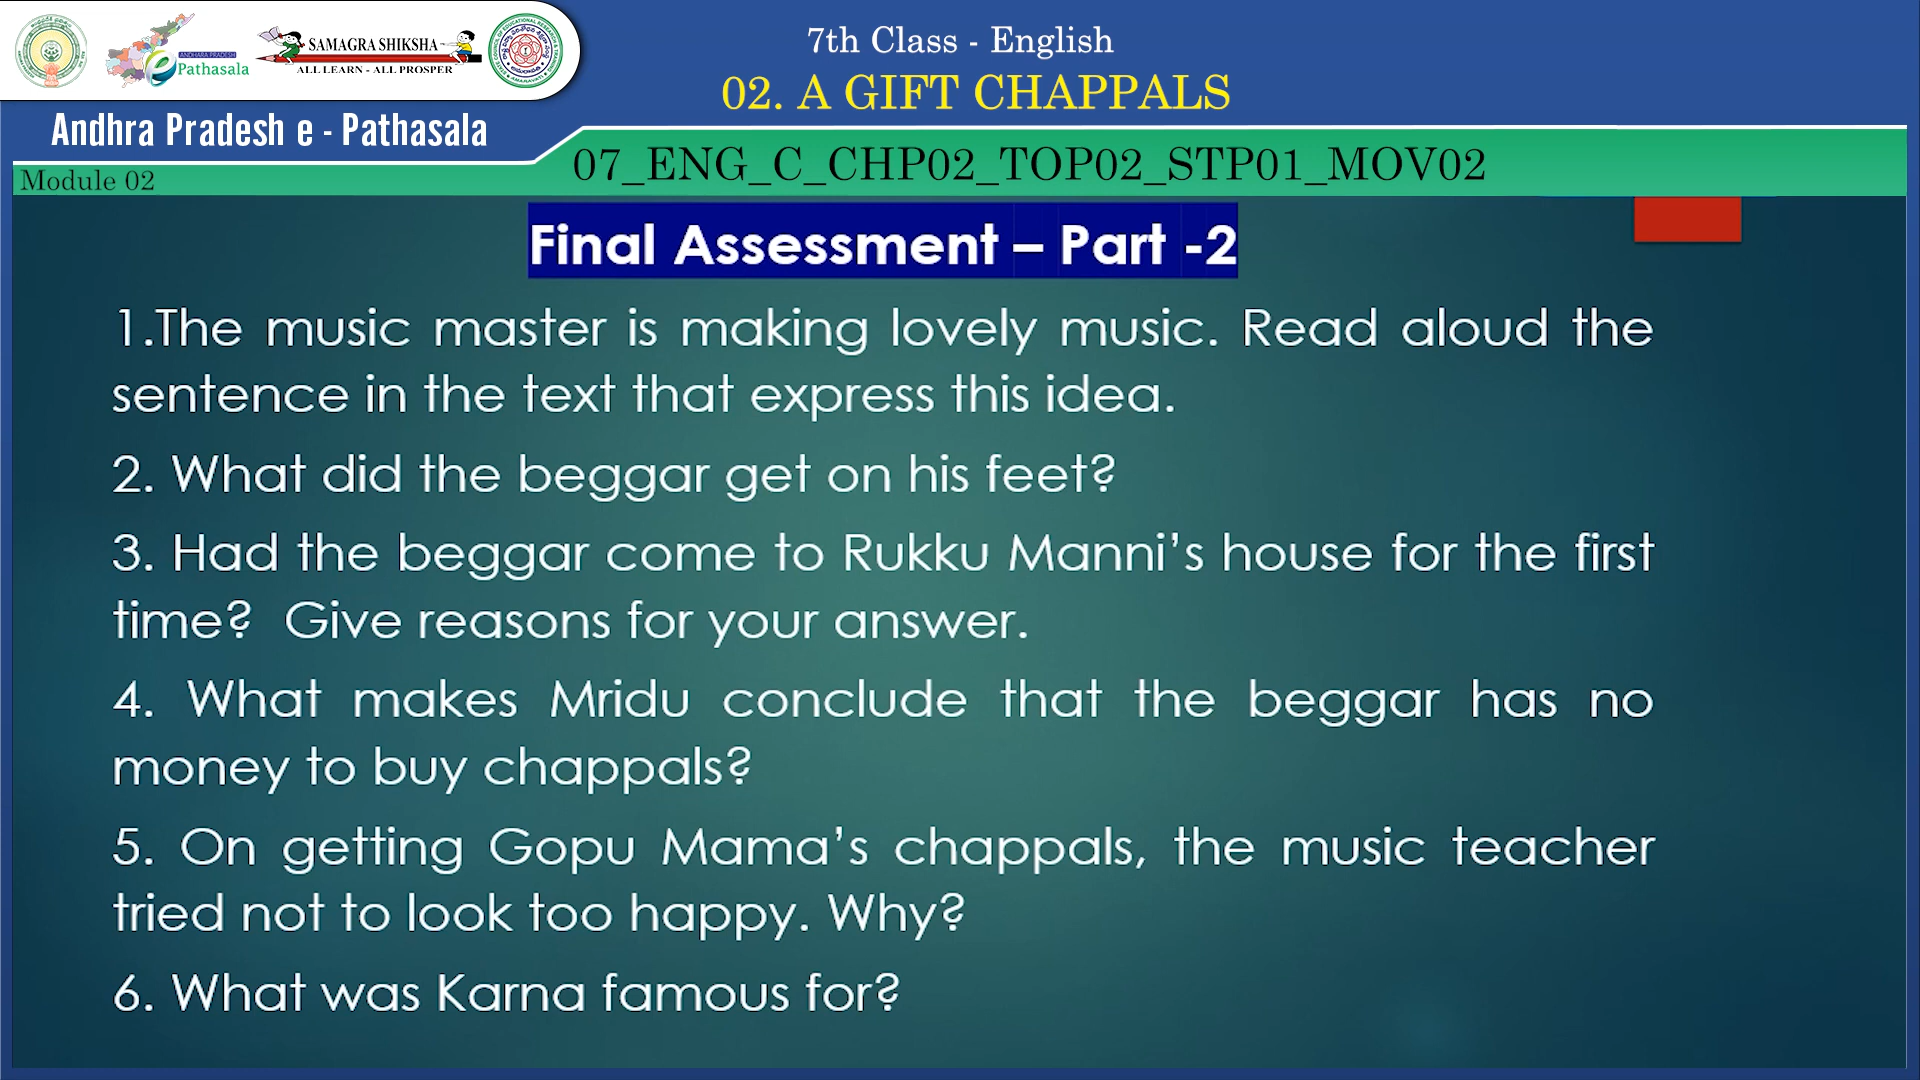 ANDHRA PRADESH
Pathasala
SAMAGRA SHIKSHA
ALL LEARN - ALL PROSPER
7th Class - English
02. A GIFT CHAPPALS
Andhra Pradesh e - Pathasala
07_ENG_C_CHP02_TOP02_STP01_MOV02
Module 02
Final Assessment – Part -2
1.The music master is making lovely music. Read aloud the
sentence in the text that express this idea.
2. What did the beggar get on his feet?
3. Had the beggar come to Rukku Manni’s house for the first
time? Give reasons for your answer.
4. What makes Mridu conclude that the beggar has no
money to buy chappals?
5. On getting Gopu Mama’s chappals, the music teacher
tried not to look too happy. Why?
6. What was Karna famous for?